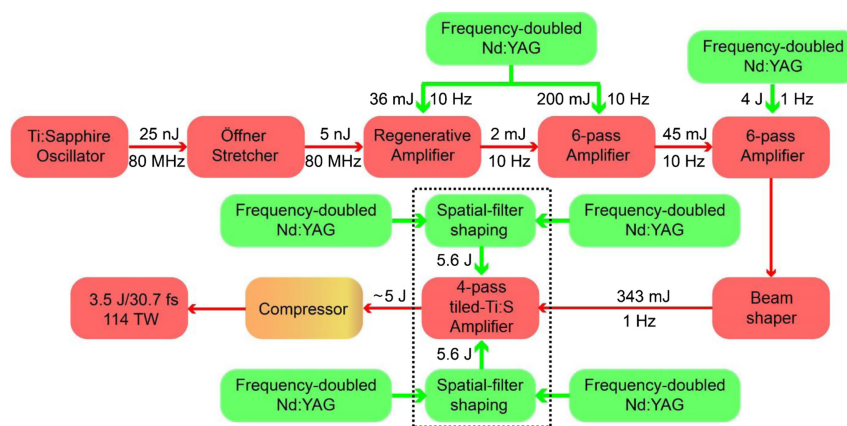 Frequency-doubled
Nd:YAG
Frequency-doubled
Nd:YAG
36 mJ
10 Hz
200 mJ
10 Hz
4 J
1 Hz
Ti:Sapphire
Oscillator
25 nJ
80 MHz
Öffner
Stretcher
5 nJ
80 MHz
Regenerative
Amplifier
2 mJ
10 Hz
6-pass
Amplifier
45 mJ
10 Hz
6-pass
Amplifier
Frequency-doubled
Nd:YAG
Spatial-filter
shaping
Frequency-doubled
Nd:YAG
5.6 J
3.5 J/30.7 fs
114 TW
Compressor
~5 J
4-pass
tiled-Ti:S
Amplifier
343 mJ
1 Hz
Beam
shaper
5.6 J
Frequency-doubled
Nd:YAG
Spatial-filter
shaping
Frequency-doubled
Nd:YAG